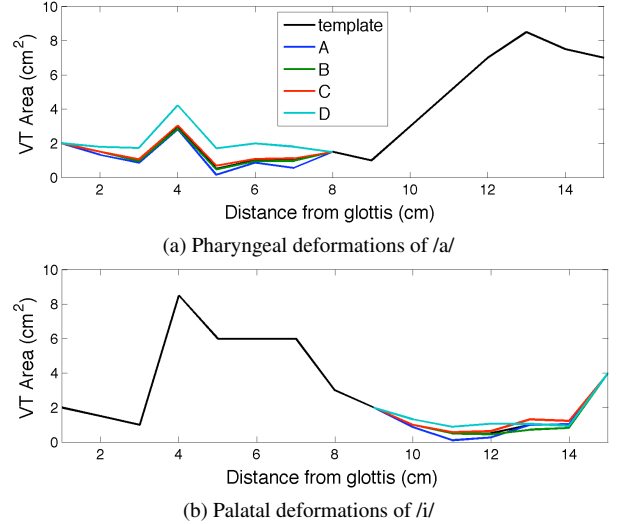 10
8
6
4
2
0
VT Area (cm2)
template
A
B
C
D
2 4 6 8 10 12 14
Distance from glottis (cm)
(a) Pharyngeal deformations of /a/
10
8
6
4
2
0
VT Area (cm2)
2 4 6 8 10 12 14
Distance from glottis (cm)
(b) Palatal deformations of /i/